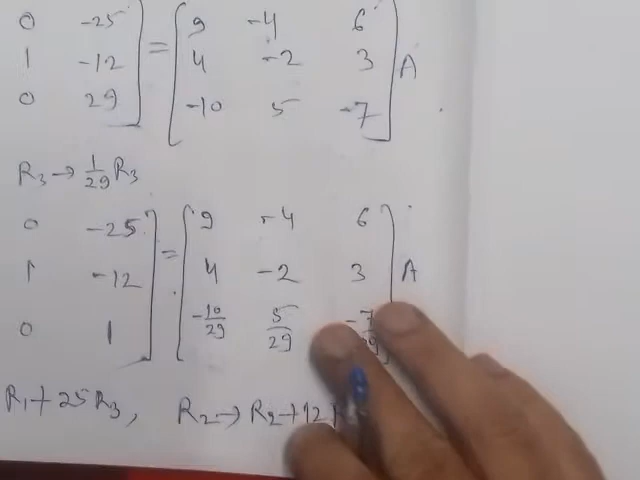 0 -25 9 -4 6
1 -12 = 4 -2 3 A
0 29 -10 5 -7
R₃→1/29 R₃
0 -25 9 -4 6
1 -12 = 4 -2 3 A
0 1 -10/29 5/29
R₁+25R₃, R₂→R₂+12